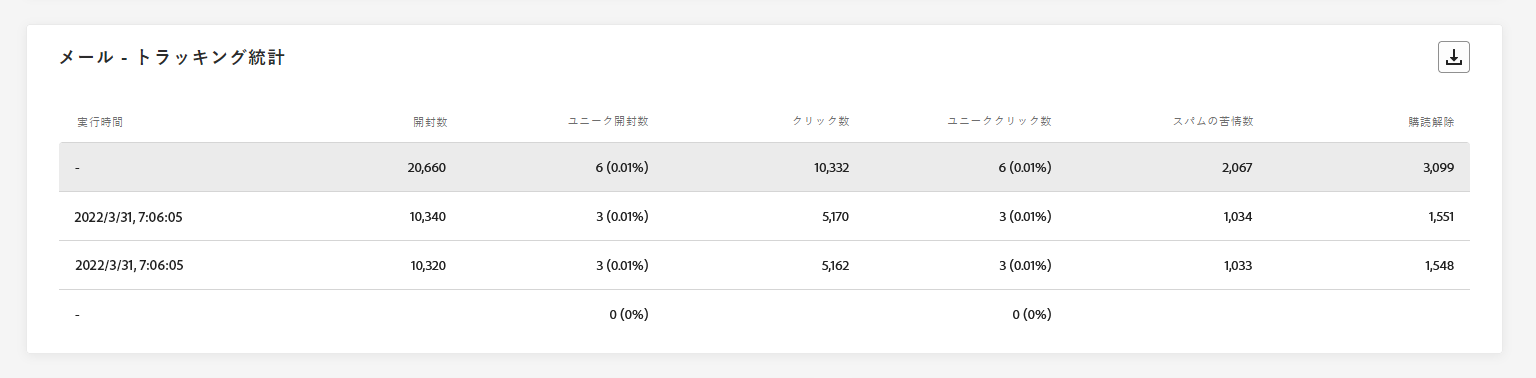 メール - トラッキング統計
実行時間 開封数 ユニーク開封数 クリック数 ユニーククリック数 スパムの苦情数 購読解除
- 20,660 6 (0.01%) 10,332 6 (0.01%) 2,067 3,099
2022/3/31, 7:06:05 10,340 3 (0.01%) 5,170 3 (0.01%) 1,034 1,551
2022/3/31, 7:06:05 10,320 3 (0.01%) 5,162 3 (0.01%) 1,033 1,548
- 0 (0%) 0 (0%)